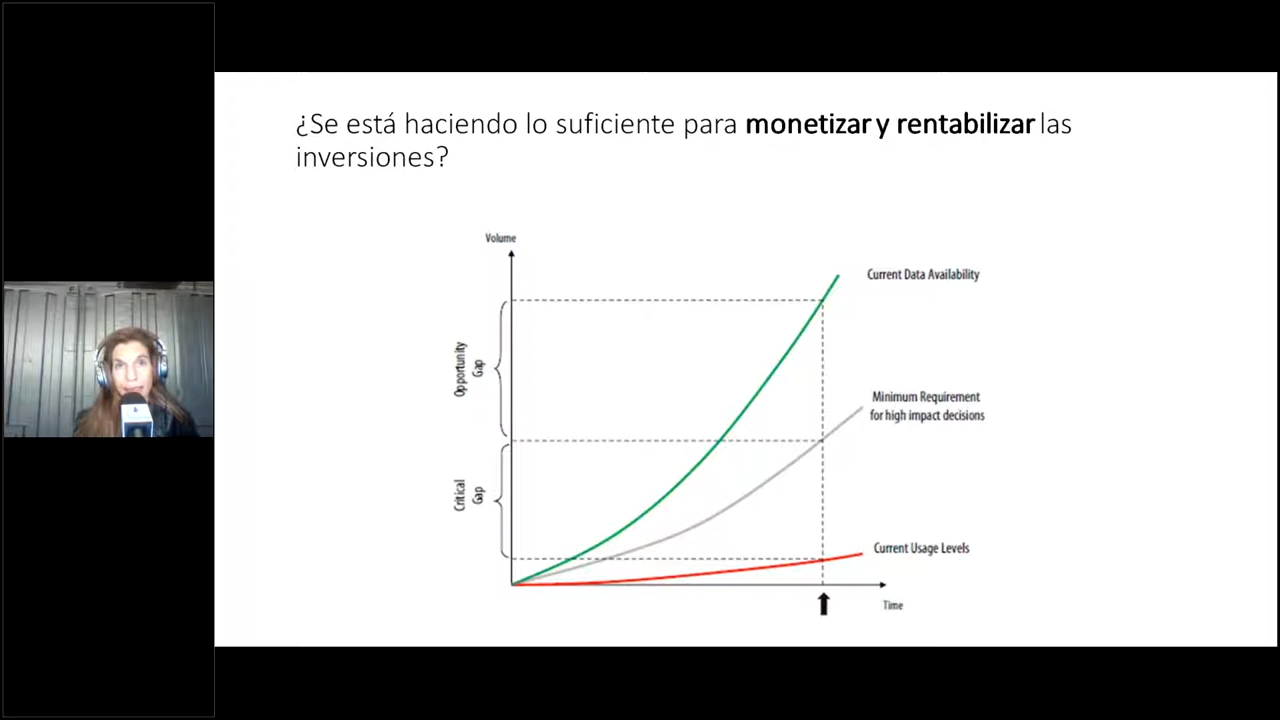 ¿Se está haciendo lo suficiente para monetizar y rentabilizar las
inversiones?
Volume
Current Data Availability
Opportunity
Gap
Minimum Requirement
for high impact decisions
Critical
Gap
Current Usage Levels
Time